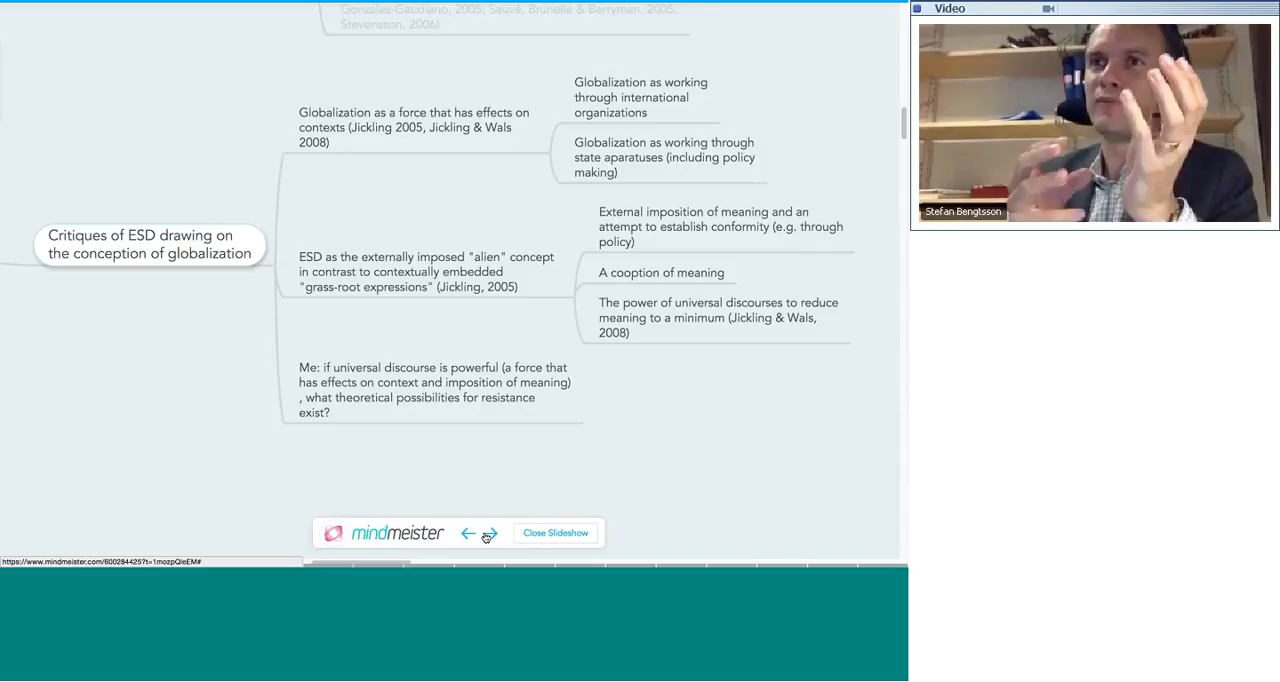 Gonzales-Gaudiano, 2005; Sauvé, Brunelle & Berryman, 2005;
Stevenson, 2006)
Globalization as a force that has effects on
contexts (Jickling 2005, Jickling & Wals
2008)
Globalization as working
through international
organizations
Globalization as working through
state aparatuses (including policy
making)
Critiques of ESD drawing on
the conception of globalization
ESD as the externally imposed "alien" concept
in contrast to contextually embedded
"grass-root expressions" (Jickling, 2005)
External imposition of meaning and an
attempt to establish conformity (e.g. through
policy)
A cooption of meaning
The power of universal discourses to reduce
meaning to a minimum (Jickling & Wals,
2008)
Me: if universal discourse is powerful (a force that
has effects on context and imposition of meaning)
, what theoretical possibilities for resistance
exist?
mindmeister
Close Slideshow
https://www.mindmeister.com/600284425?t=1mozpQleEM#
Video
Stefan Bengtsson